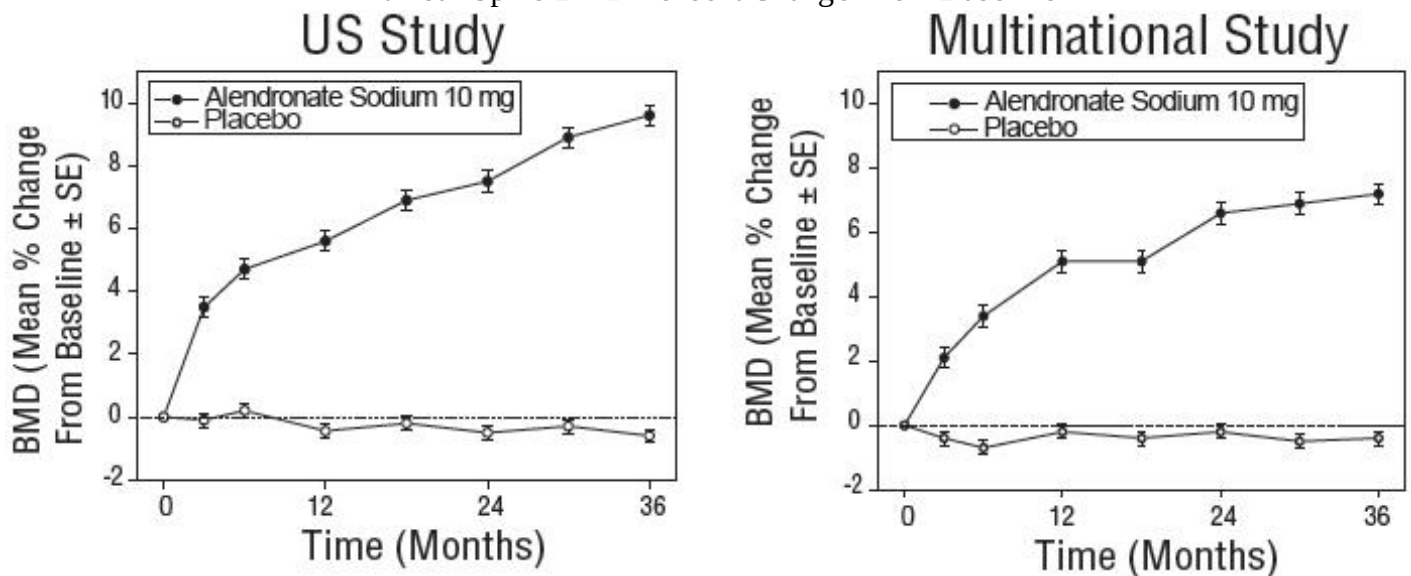 US Study
Alendronate Sodium 10 mg
Placebo
BMD (Mean % Change
From Baseline ± SE)
10
8
6
4
2
0
-2
0 12 24 36
Time (Months)
Multinational Study
Alendronate Sodium 10 mg
Placebo
BMD (Mean % Change
From Baseline ± SE)
10
8
6
4
2
0
-2
0 12 24 36
Time (Months)